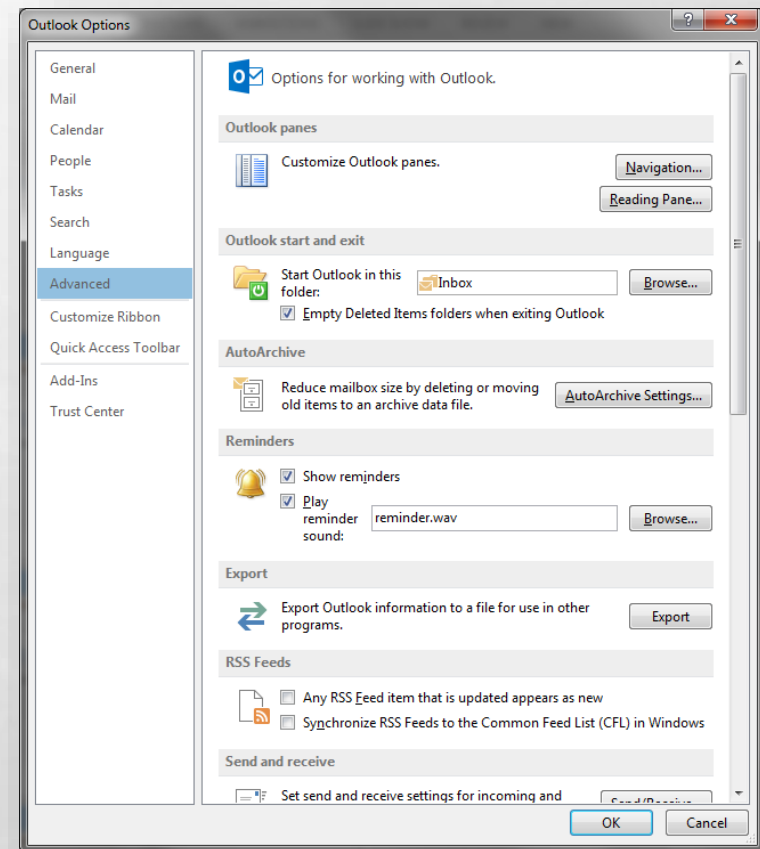 Outlook Options
General
Mail
Calendar
People
Tasks
Search
Language
Advanced
Customize Ribbon
Quick Access Toolbar
Add-Ins
Trust Center
Options for working with Outlook.
Outlook panes
Customize Outlook panes.
Navigation...
Reading Pane...
Outlook start and exit
Start Outlook in this
folder:
Inbox
Browse...
Empty Deleted Items folders when exiting Outlook
AutoArchive
Reduce mailbox size by deleting or moving
old items to an archive data file.
AutoArchive Settings...
Reminders
Show reminders
Play
reminder
sound:
reminder.wav
Browse...
Export
Export Outlook information to a file for use in other
programs.
Export
RSS Feeds
Any RSS Feed item that is updated appears as new
Synchronize RSS Feeds to the Common Feed List (CFL) in Windows
Send and receive
Set send and receive settings for incoming and
Send/Receive...
OK
Cancel